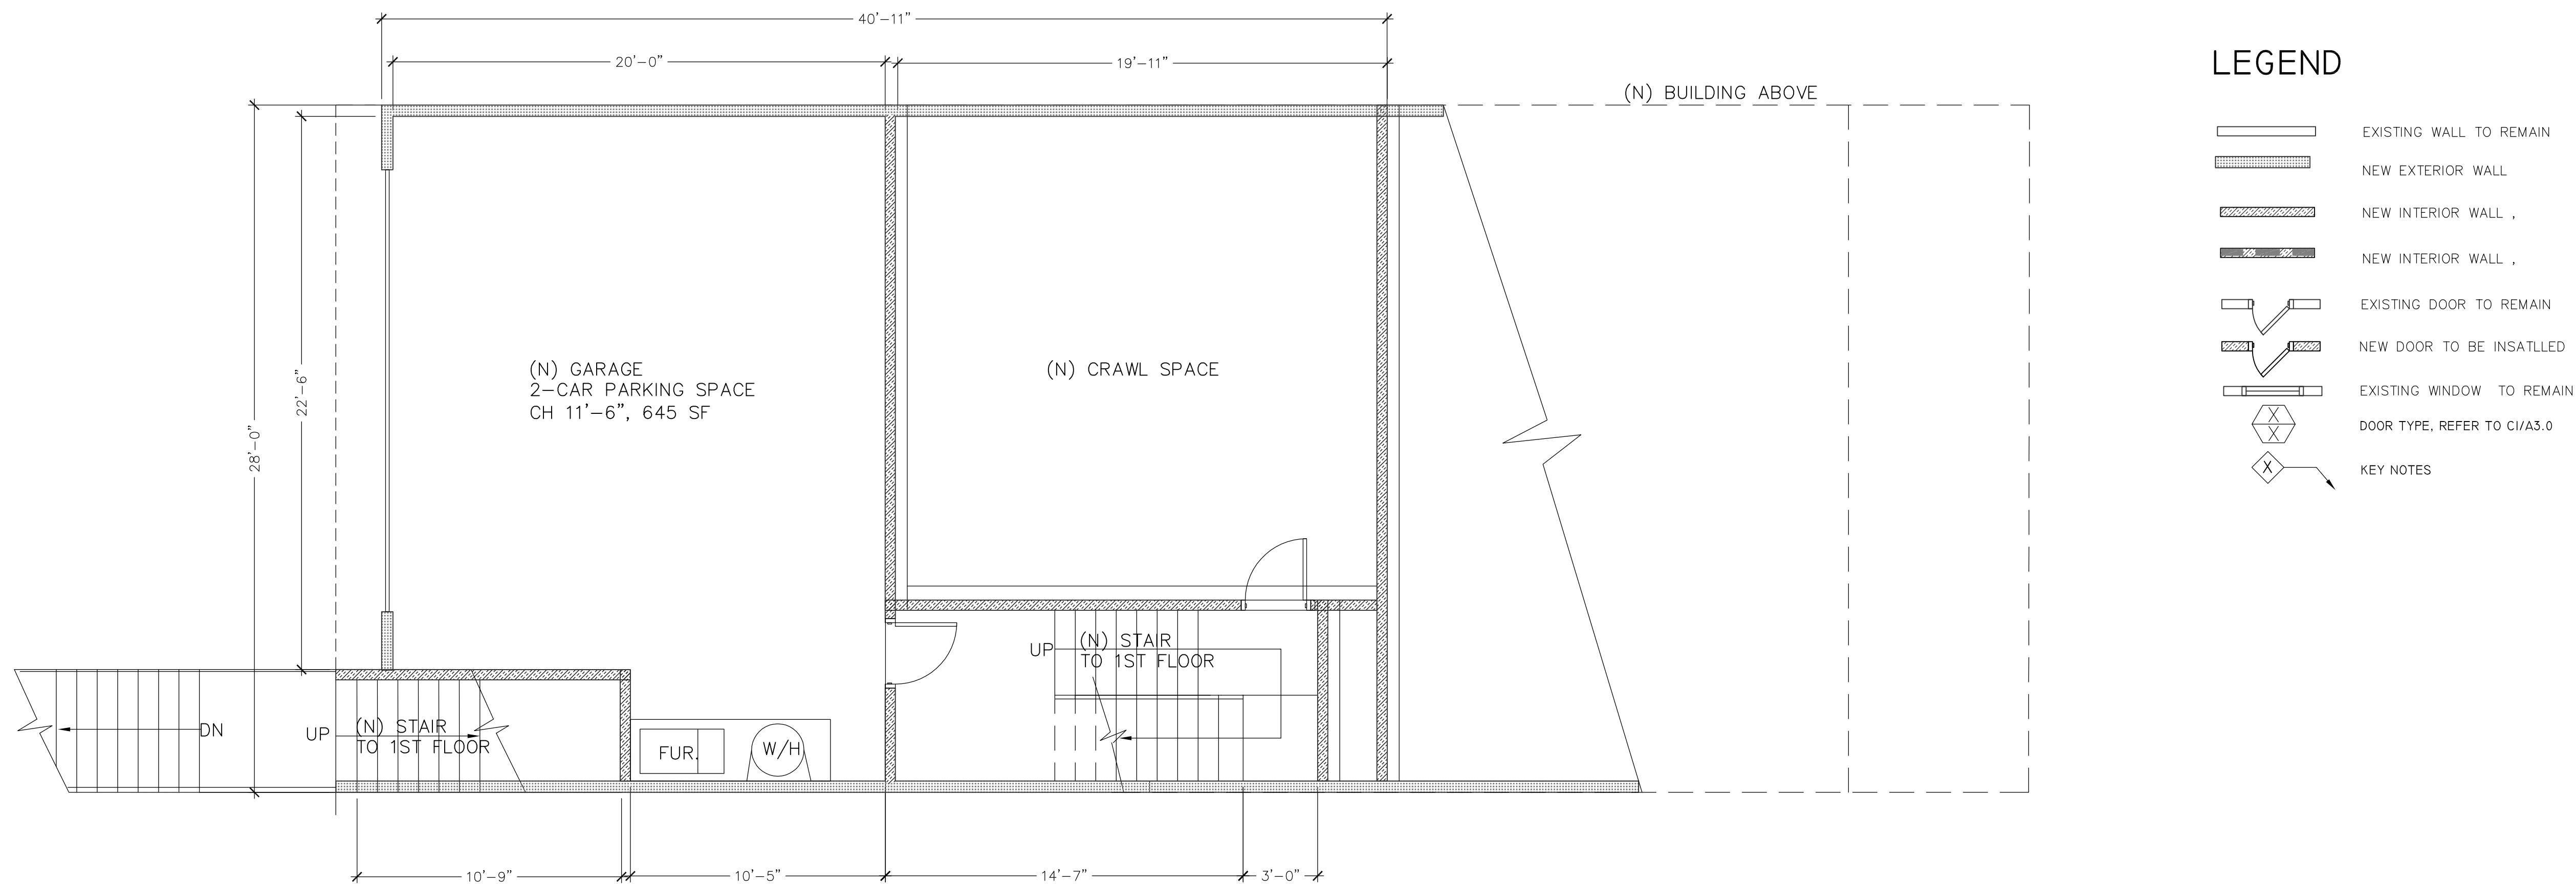 40'-11"
20'-0"
19'-11"
(N) BUILDING ABOVE
28'-0"
22'-6"
(N) GARAGE
2-CAR PARKING SPACE
CH 11'-6", 645 SF
(N) CRAWL SPACE
UP
(N) STAIR
TO 1ST FLOOR
DN
UP
(N) STAIR
TO 1ST FLOOR
FUR.
W/H
10'-9"
10'-5"
14'-7"
3'-0"
LEGEND
EXISTING WALL TO REMAIN
NEW EXTERIOR WALL
NEW INTERIOR WALL ,
NEW INTERIOR WALL ,
EXISTING DOOR TO REMAIN
NEW DOOR TO BE INSATLLED
EXISTING WINDOW TO REMAIN
X
X
DOOR TYPE, REFER TO C1/A3.0
X
KEY NOTES